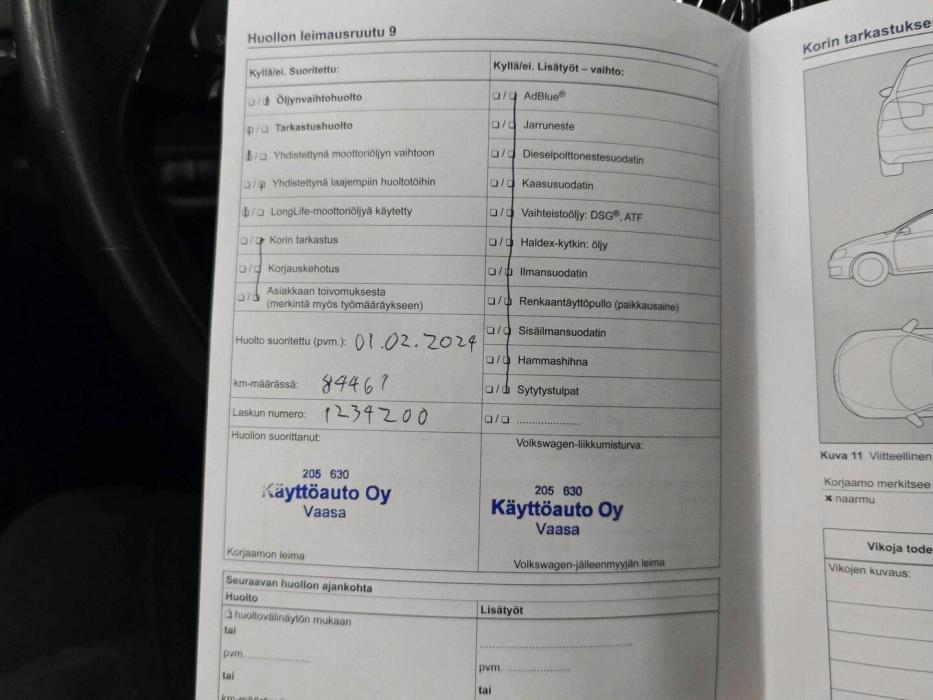 Huollon leimausruutu 9
Kyllä/ei. Suoritettu:
Öljynvaihtohuolto
Tarkastushuolto
Yhdistettynä moottoriöljyn vaihtoon
Yhdistettynä laajempiin huoltotöihin
LongLife-moottoriöljyä käytetty
Korin tarkastus
Korjauskehotus
Asiakkaan toivomuksesta
(merkintä myös työmääräykseen)
Huolto suoritettu (pvm.): 01.02.2024
km-määrässä: 84461
Laskun numero: 1234200
Huollon suorittanut:
205 630
Käyttöauto Oy
Vaasa
Korjaamon leima
Kyllä/ei. Lisätyöt – vaihto:
AdBlue®
Jarruneste
Dieselpolttonestesuodatin
Kaasusuodatin
Vaihteistoöljy: DSG®, ATF
Haldex-kytkin: öljy
Ilmansuodatin
Renkaantäyttöpullo (paikkausaine)
Sisäilmansuodatin
Hammashihna
Sytytystulpat
Volkswagen-liikkumisturva:
205 630
Käyttöauto Oy
Vaasa
Volkswagen-jälleenmyyjän leima
Seuraavan huollon ajankohta
Huolto
huoltovälinäytön mukaan
tai
pvm.
tai
km-määrä
Lisätyöt
pvm.
tai
Korin tarkastukse
Kuva 11 Viitteellinen
Korjaamo merkitsee
✖ naarmu
Vikoja tode
Vikojen kuvaus: